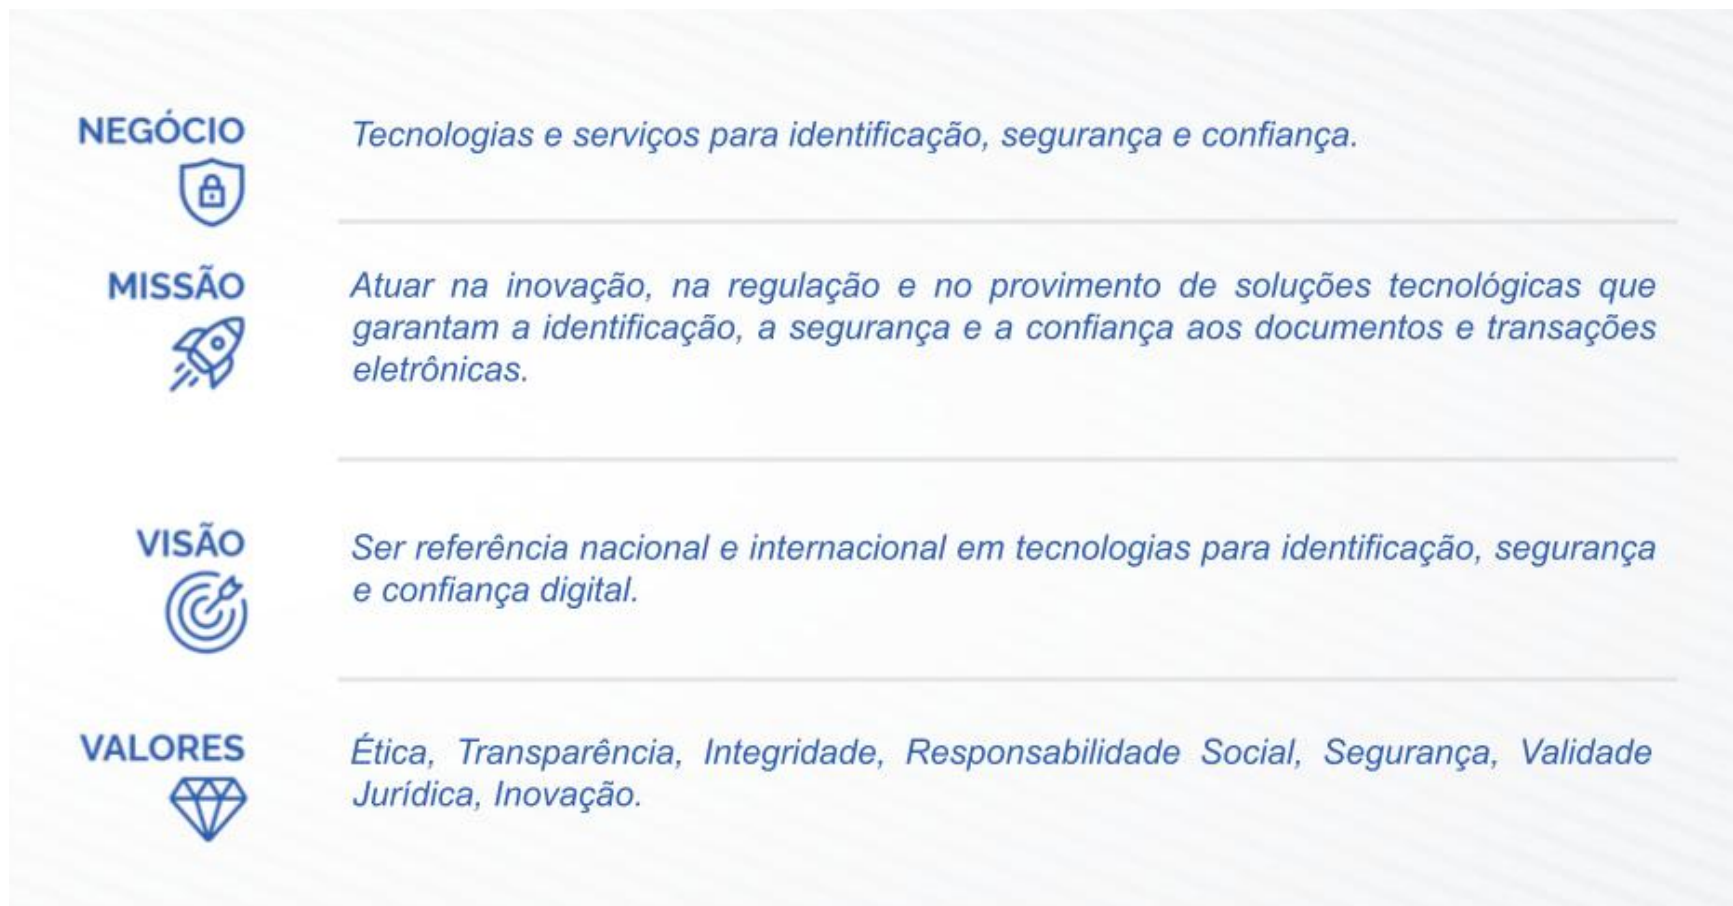 NEGÓCIO
Tecnologias e serviços para identificação, segurança e confiança.
MISSÃO
Atuar na inovação, na regulação e no provimento de soluções tecnológicas que
garantam a identificação, a segurança e a confiança aos documentos e transações
eletrônicas.
VISÃO
Ser referência nacional e internacional em tecnologias para identificação, segurança
e confiança digital.
VALORES
Ética, Transparência, Integridade, Responsabilidade Social, Segurança, Validade
Jurídica, Inovação.